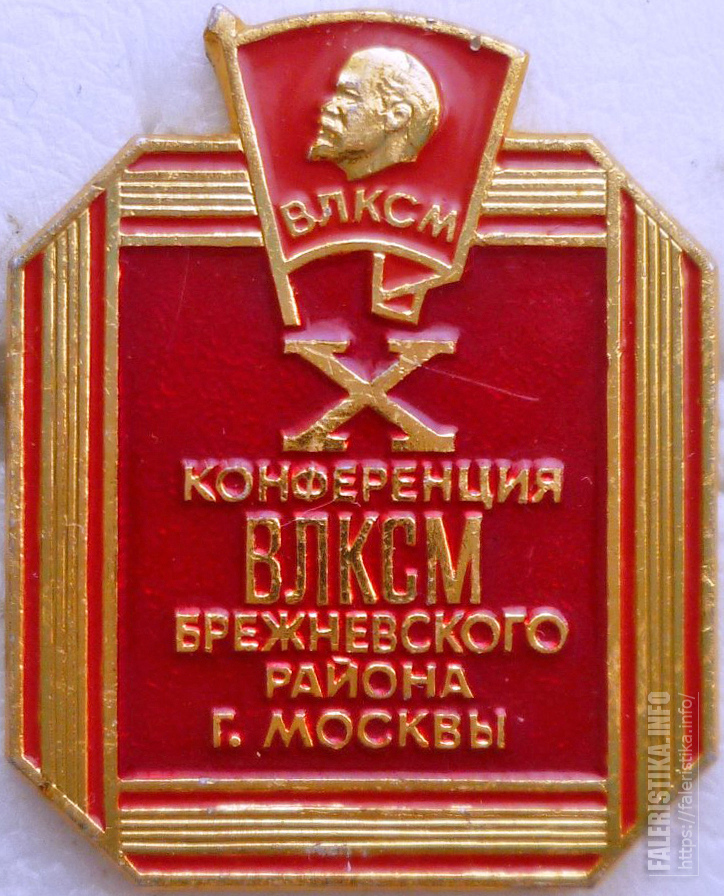 ВЛКСМ
X
КОНФЕРЕНЦИЯ
ВЛКСМ
БРЕЖНЕВСКОГО
РАЙОНА
Г. МОСКВЫ
FALERISTIKA.INFO
https://faleristika.info/